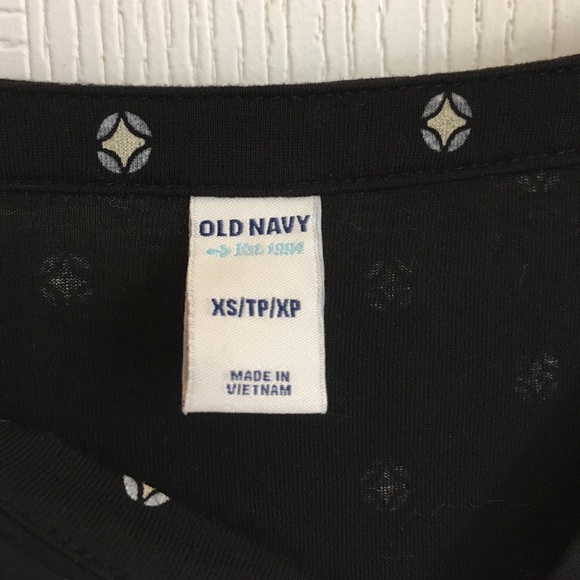 OLD NAVY
Est. 1994
XS/TP/XP
MADE IN
VIETNAM